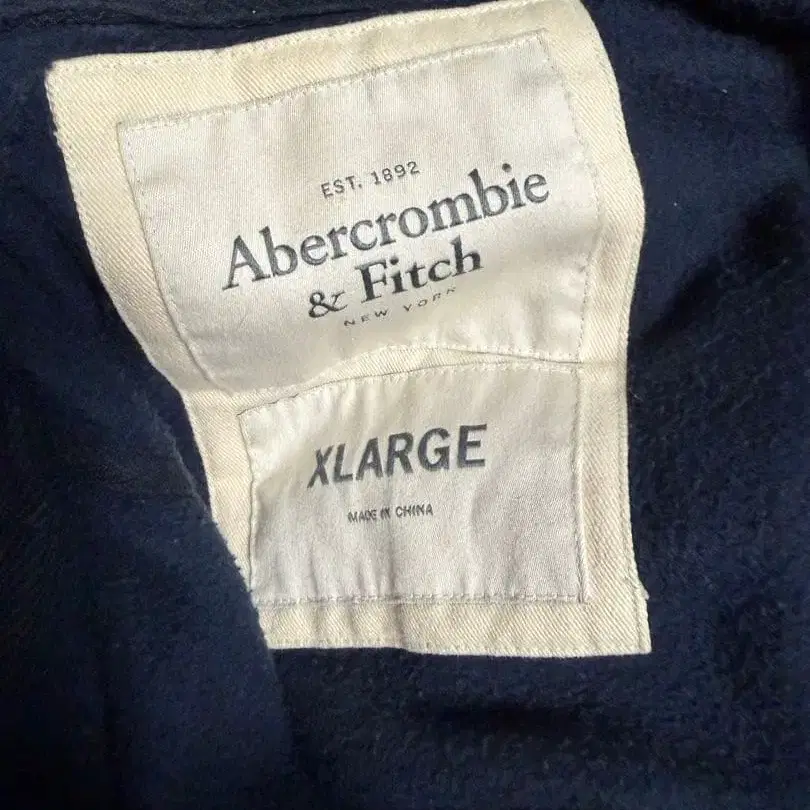 EST. 1892
Abercrombie
& Fitch
NEW YORK
XLARGE
MADE IN CHINA